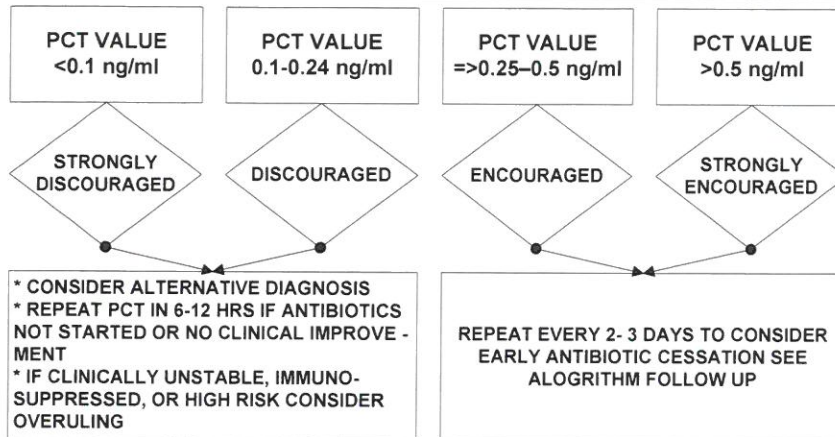 PCT VALUE
<0.1 ng/ml
PCT VALUE
0.1-0.24 ng/ml
PCT VALUE
=>0.25–0.5 ng/ml
PCT VALUE
>0.5 ng/ml
STRONGLY
DISCOURAGED
DISCOURAGED
ENCOURAGED
STRONGLY
ENCOURAGED
* CONSIDER ALTERNATIVE DIAGNOSIS
* REPEAT PCT IN 6-12 HRS IF ANTIBIOTICS
NOT STARTED OR NO CLINICAL IMPROVE -
MENT
* IF CLINICALLY UNSTABLE, IMMUNO-
SUPPRESSED, OR HIGH RISK CONSIDER
OVERULING
REPEAT EVERY 2- 3 DAYS TO CONSIDER
EARLY ANTIBIOTIC CESSATION SEE
ALOGRITHM FOLLOW UP